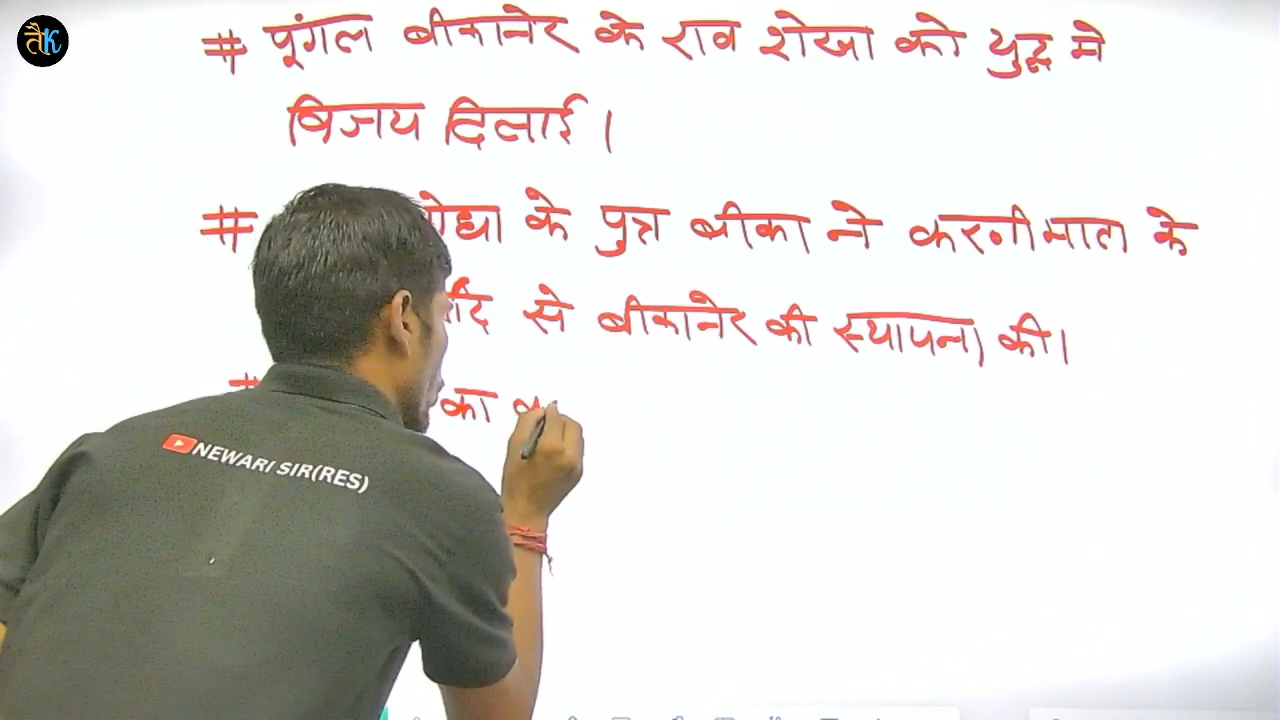 तैK
# पूंगल बीकानेर के राव शेखा को युद्ध मे
विजय दिलाई।
# के पुत्र बीका ने करणीमाता के
से बीकानेर की स्थापना की।
# का
NEWARI SIR(RES)